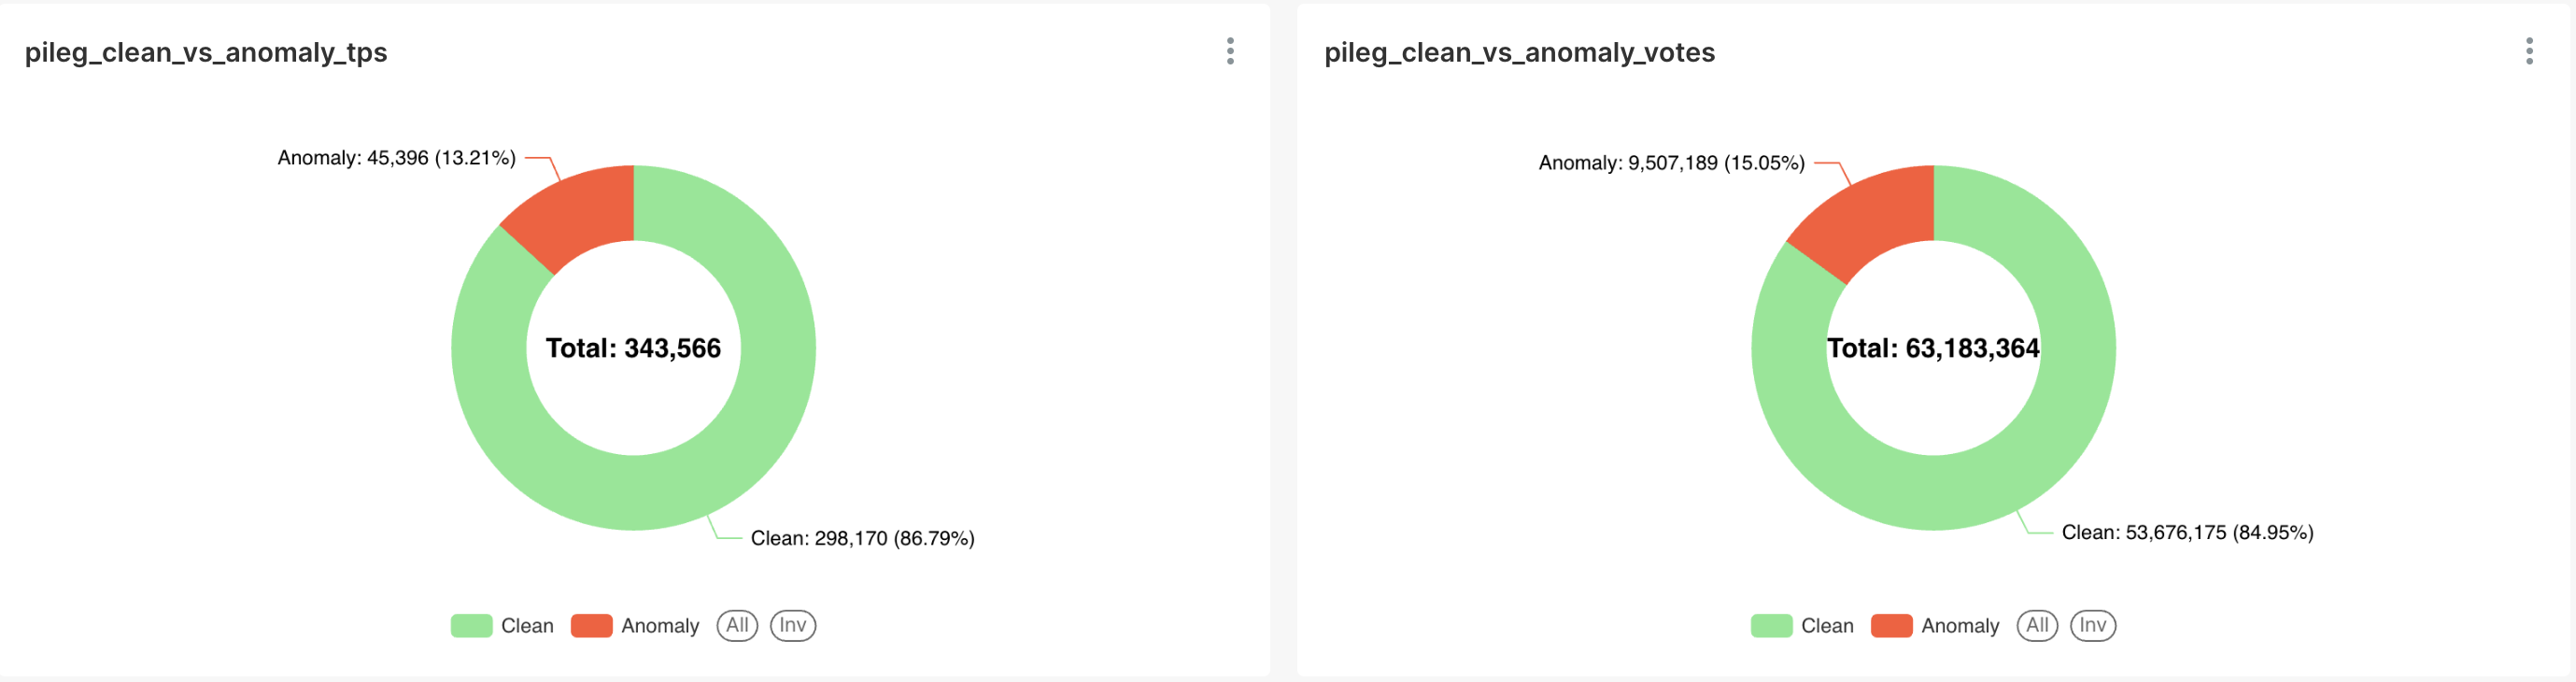 pileg_clean_vs_anomaly_tps
Anomaly: 45,396 (13.21%)
Total: 343,566
Clean: 298,170 (86.79%)
Clean
Anomaly
All
Inv
pileg_clean_vs_anomaly_votes
Anomaly: 9,507,189 (15.05%)
Total: 63,183,364
Clean: 53,676,175 (84.95%)
Clean
Anomaly
All
Inv